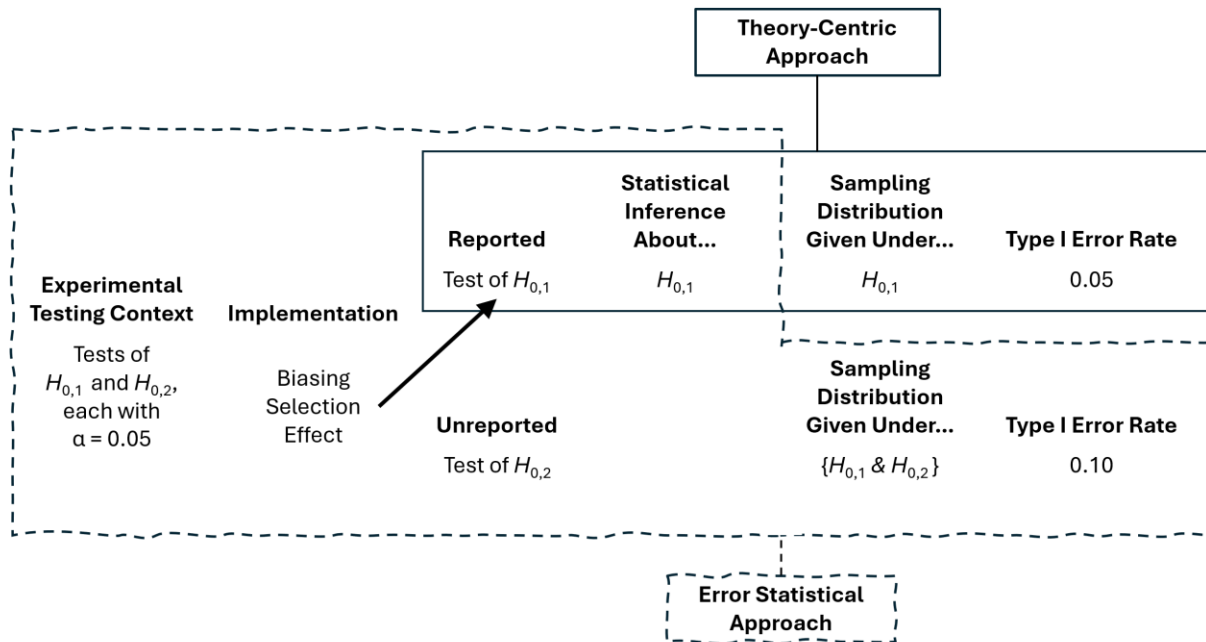 Theory-Centric
Approach
Statistical
Inference
About...
Sampling
Distribution
Given Under...
Reported
Type I Error Rate
Test of H0,1
H0,1
H0,1
0.05
Experimental
Testing Context
Implementation
Tests of
H0,1 and H0,2,
each with
α = 0.05
Biasing
Selection
Effect
Unreported
Test of H0,2
Sampling
Distribution
Given Under...
Type I Error Rate
{H0,1 & H0,2}
0.10
Error Statistical
Approach